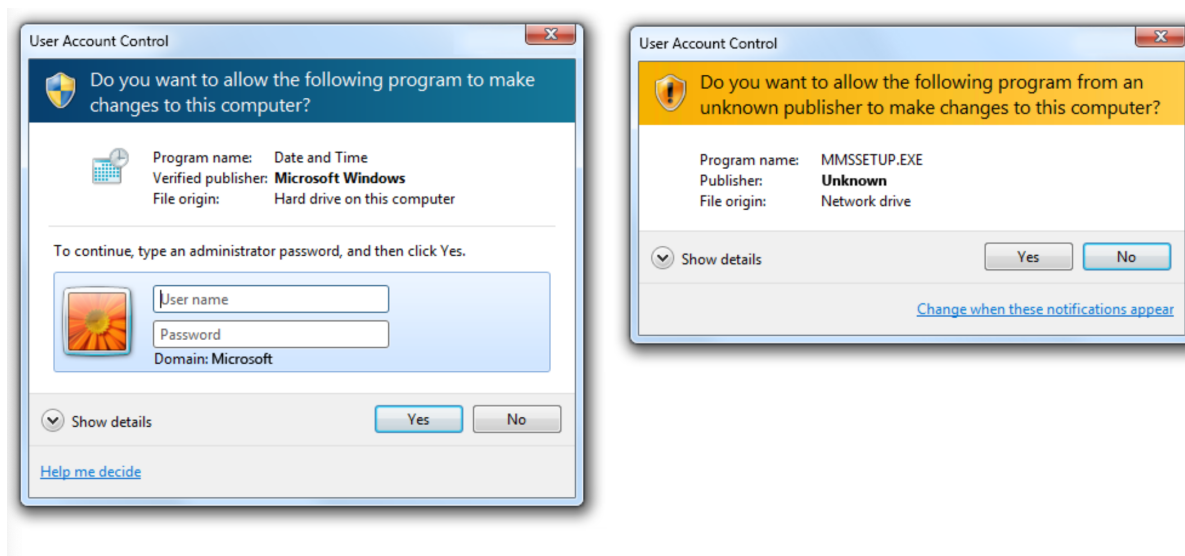 User Account Control
Do you want to allow the following program to make
changes to this computer?
Program name: Date and Time
Verified publisher: Microsoft Windows
File origin: Hard drive on this computer
To continue, type an administrator password, and then click Yes.
User name
Password
Domain: Microsoft
Show details
Yes
No
Help me decide
User Account Control
Do you want to allow the following program from an
unknown publisher to make changes to this computer?
Program name: MMSSETUP.EXE
Publisher: Unknown
File origin: Network drive
Show details
Yes
No
Change when these notifications appear